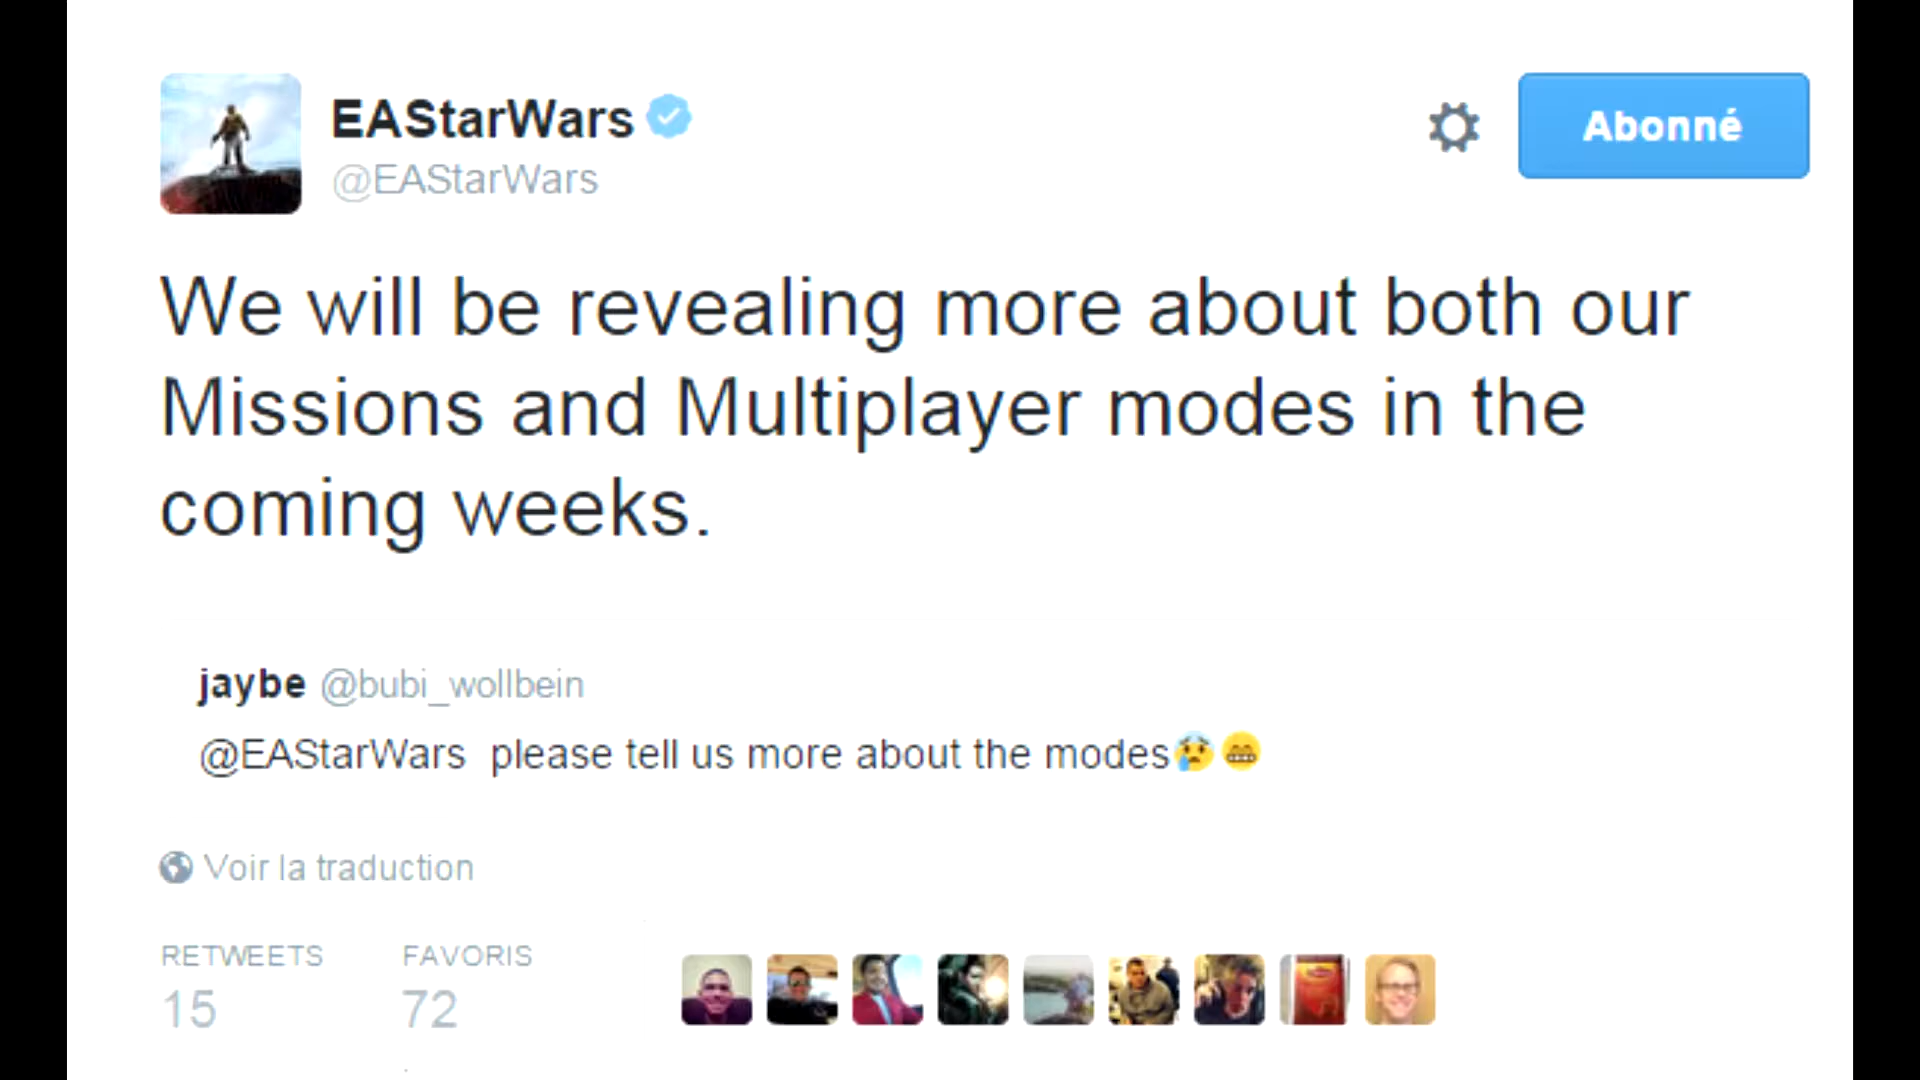 EAStarWars
@EAStarWars
Abonné
We will be revealing more about both our
Missions and Multiplayer modes in the
coming weeks.
jaybe @bubi_wollbein
@EAStarWars please tell us more about the modes😰😁
Voir la traduction
RETWEETS FAVORIS
15 72